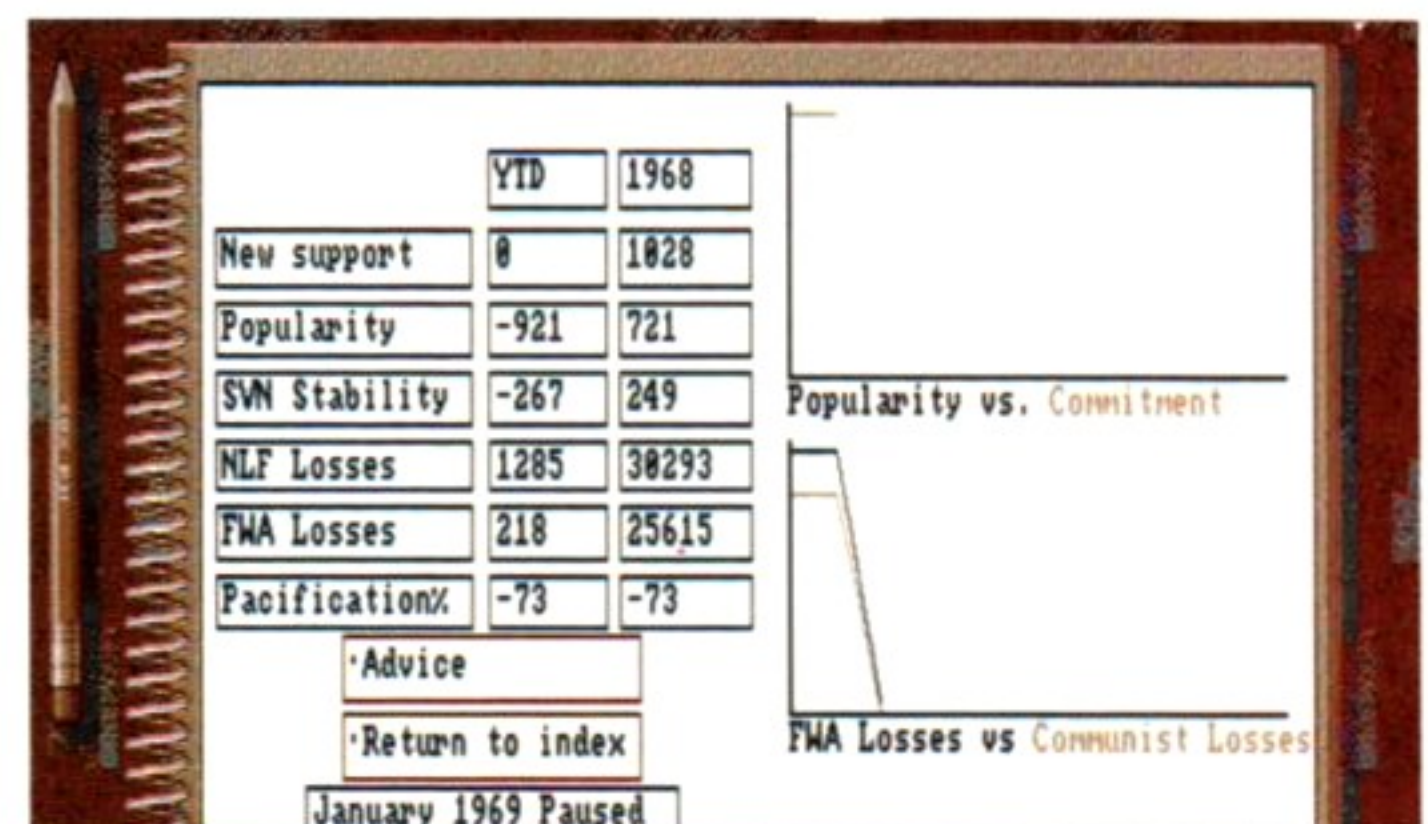 YTD 1968
New support 0 1028
Popularity -921 721
SVN Stability -267 249
NLF Losses 1285 30293
FWA Losses 218 25615
Pacification% -73 -73
·Advice
·Return to index
January 1969 Paused
Popularity vs. Commitment
FWA Losses vs Communist Losses